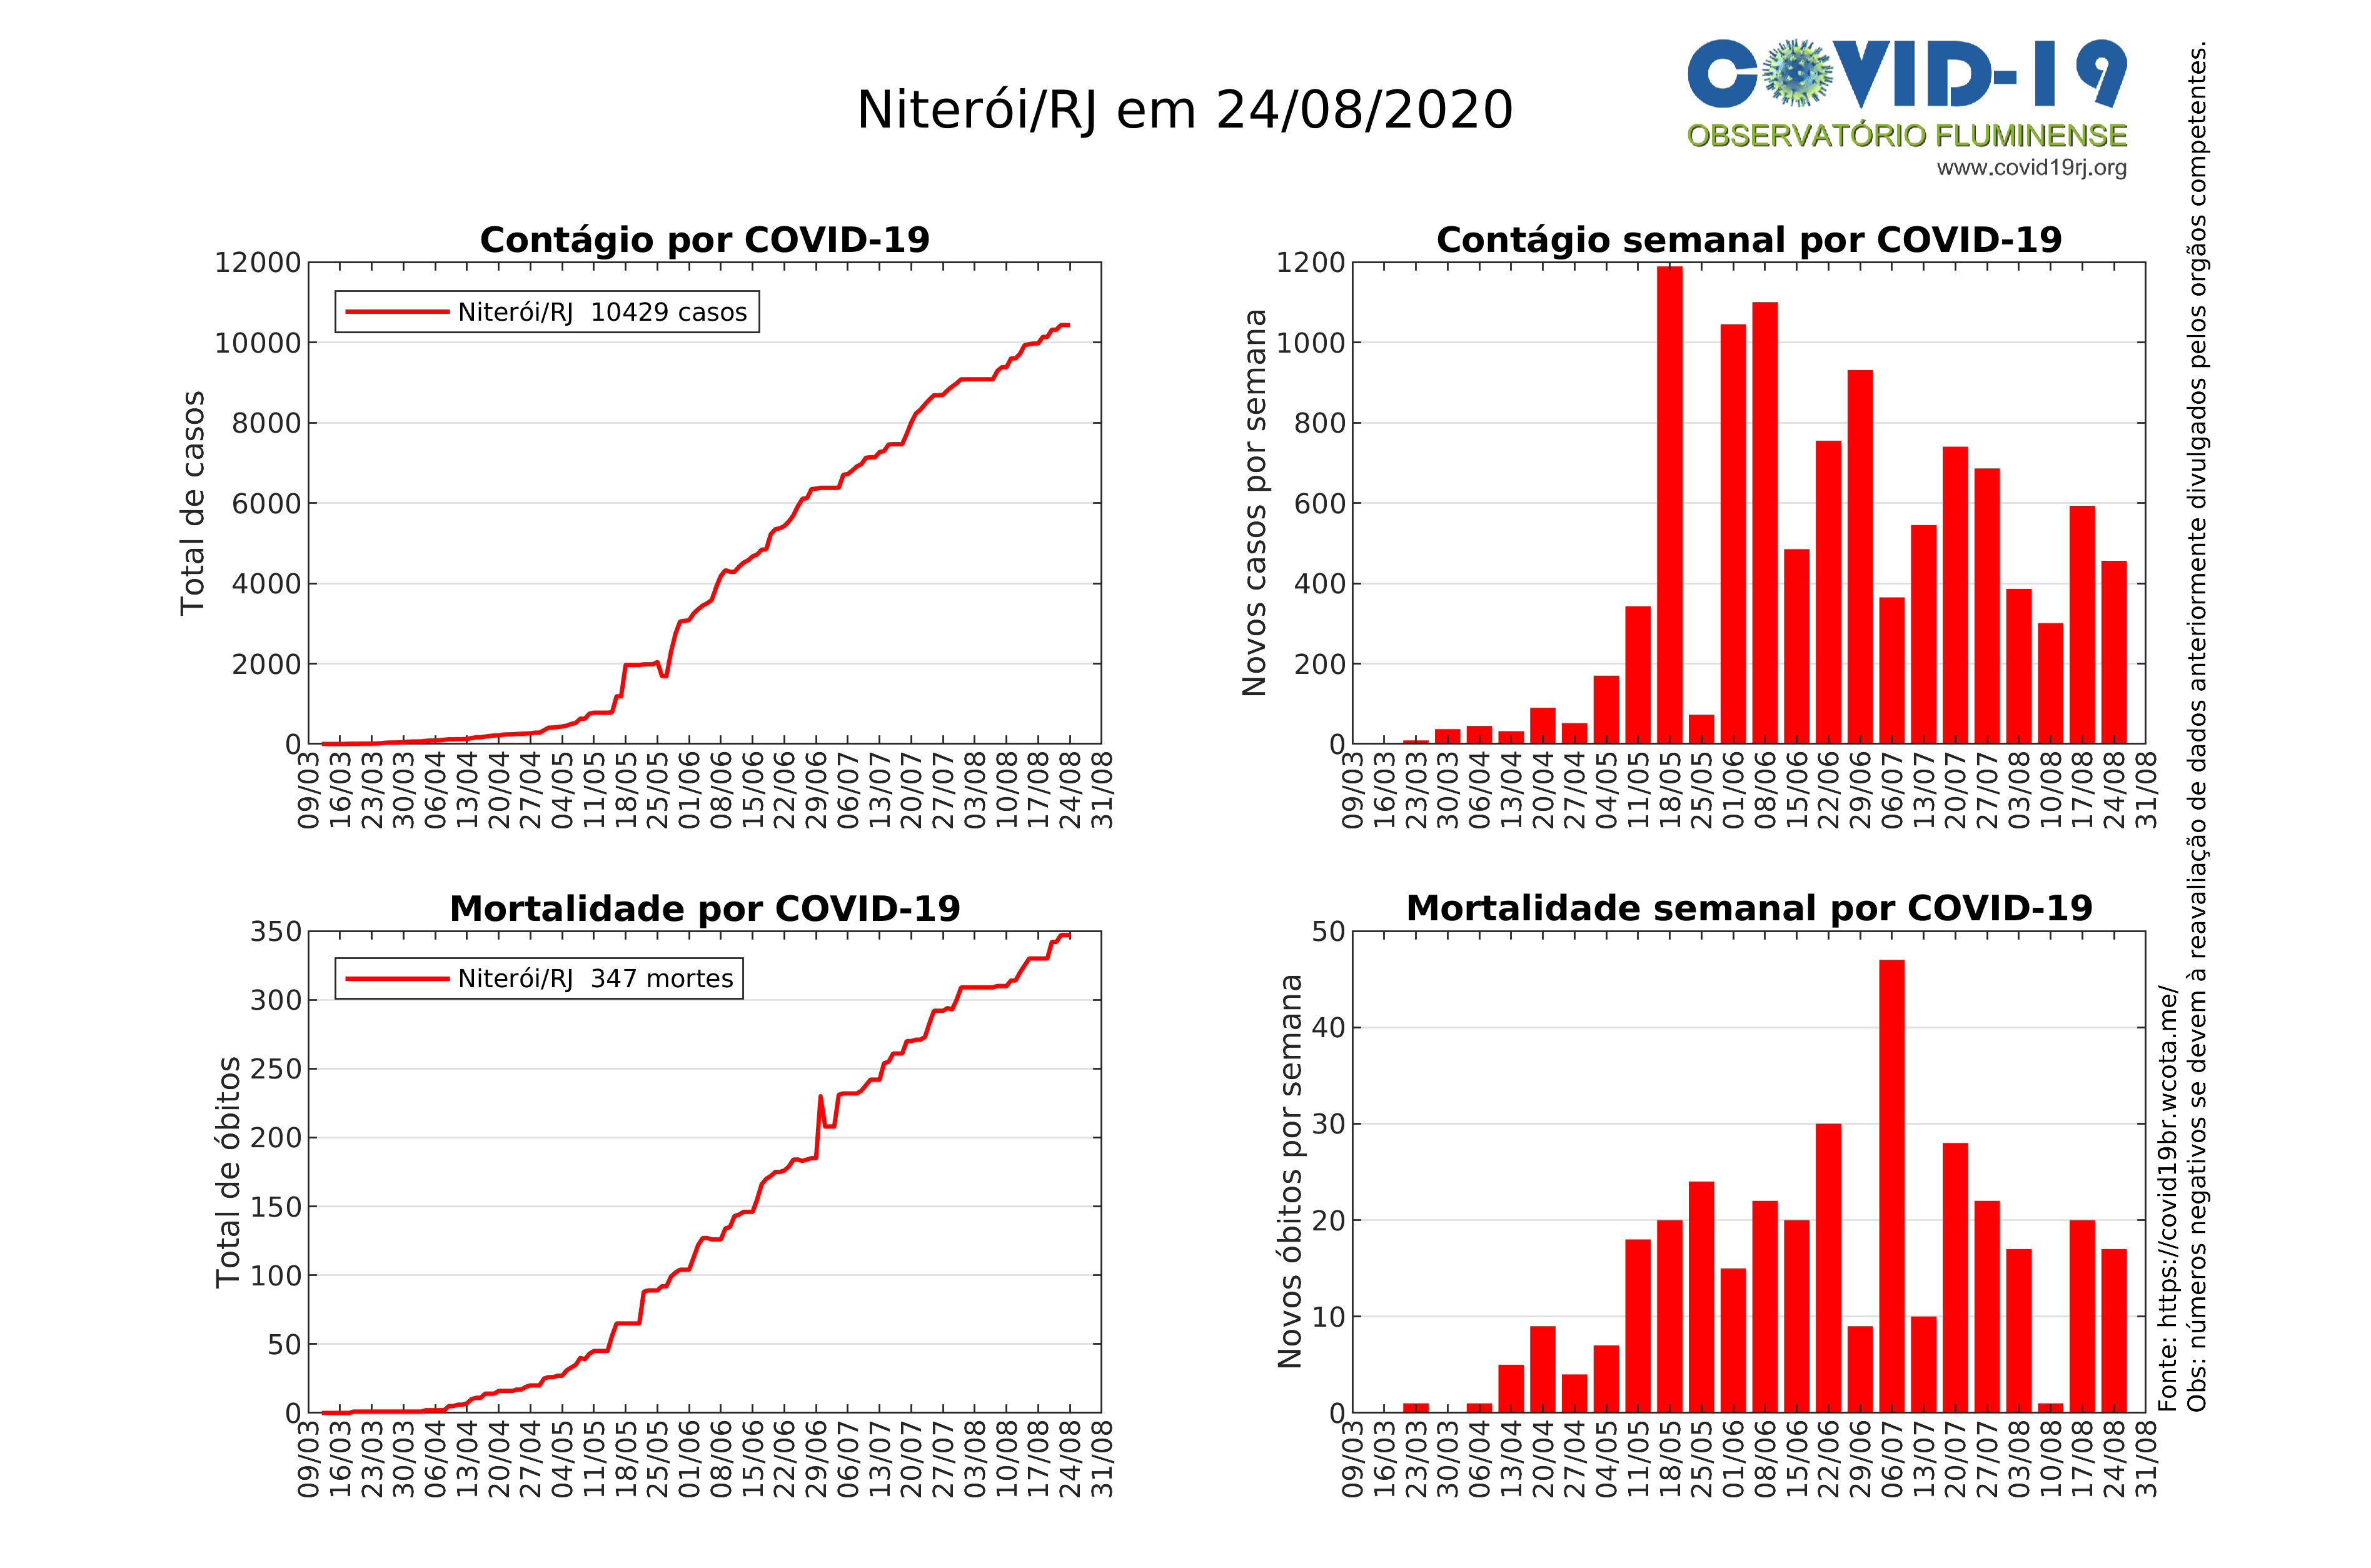 Niterói/RJ em 24/08/2020
COVID-19
OBSERVATÓRIO FLUMINENSE
www.covid19rj.org
Contágio por COVID-19
Total de casos
12000
10000
8000
6000
4000
2000
0
Niterói/RJ 10429 casos
09/03 16/03 23/03 30/03 06/04 13/04 20/04 27/04 04/05 11/05 18/05 25/05 01/06 08/06 15/06 22/06 29/06 06/07 13/07 20/07 27/07 03/08 10/08 17/08 24/08 31/08
Contágio semanal por COVID-19
Novos casos por semana
1200
1000
800
600
400
200
0
09/03 16/03 23/03 30/03 06/04 13/04 20/04 27/04 04/05 11/05 18/05 25/05 01/06 08/06 15/06 22/06 29/06 06/07 13/07 20/07 27/07 03/08 10/08 17/08 24/08 31/08
Mortalidade por COVID-19
Total de óbitos
350
300
250
200
150
100
50
0
Niterói/RJ 347 mortes
09/03 16/03 23/03 30/03 06/04 13/04 20/04 27/04 04/05 11/05 18/05 25/05 01/06 08/06 15/06 22/06 29/06 06/07 13/07 20/07 27/07 03/08 10/08 17/08 24/08 31/08
Mortalidade semanal por COVID-19
Novos óbitos por semana
50
40
30
20
10
0
09/03 16/03 23/03 30/03 06/04 13/04 20/04 27/04 04/05 11/05 18/05 25/05 01/06 08/06 15/06 22/06 29/06 06/07 13/07 20/07 27/07 03/08 10/08 17/08 24/08 31/08
Fonte: https://covid19br.wcota.me/
Obs: números negativos se devem à reavaliação de dados anteriormente divulgados pelos orgãos competentes.